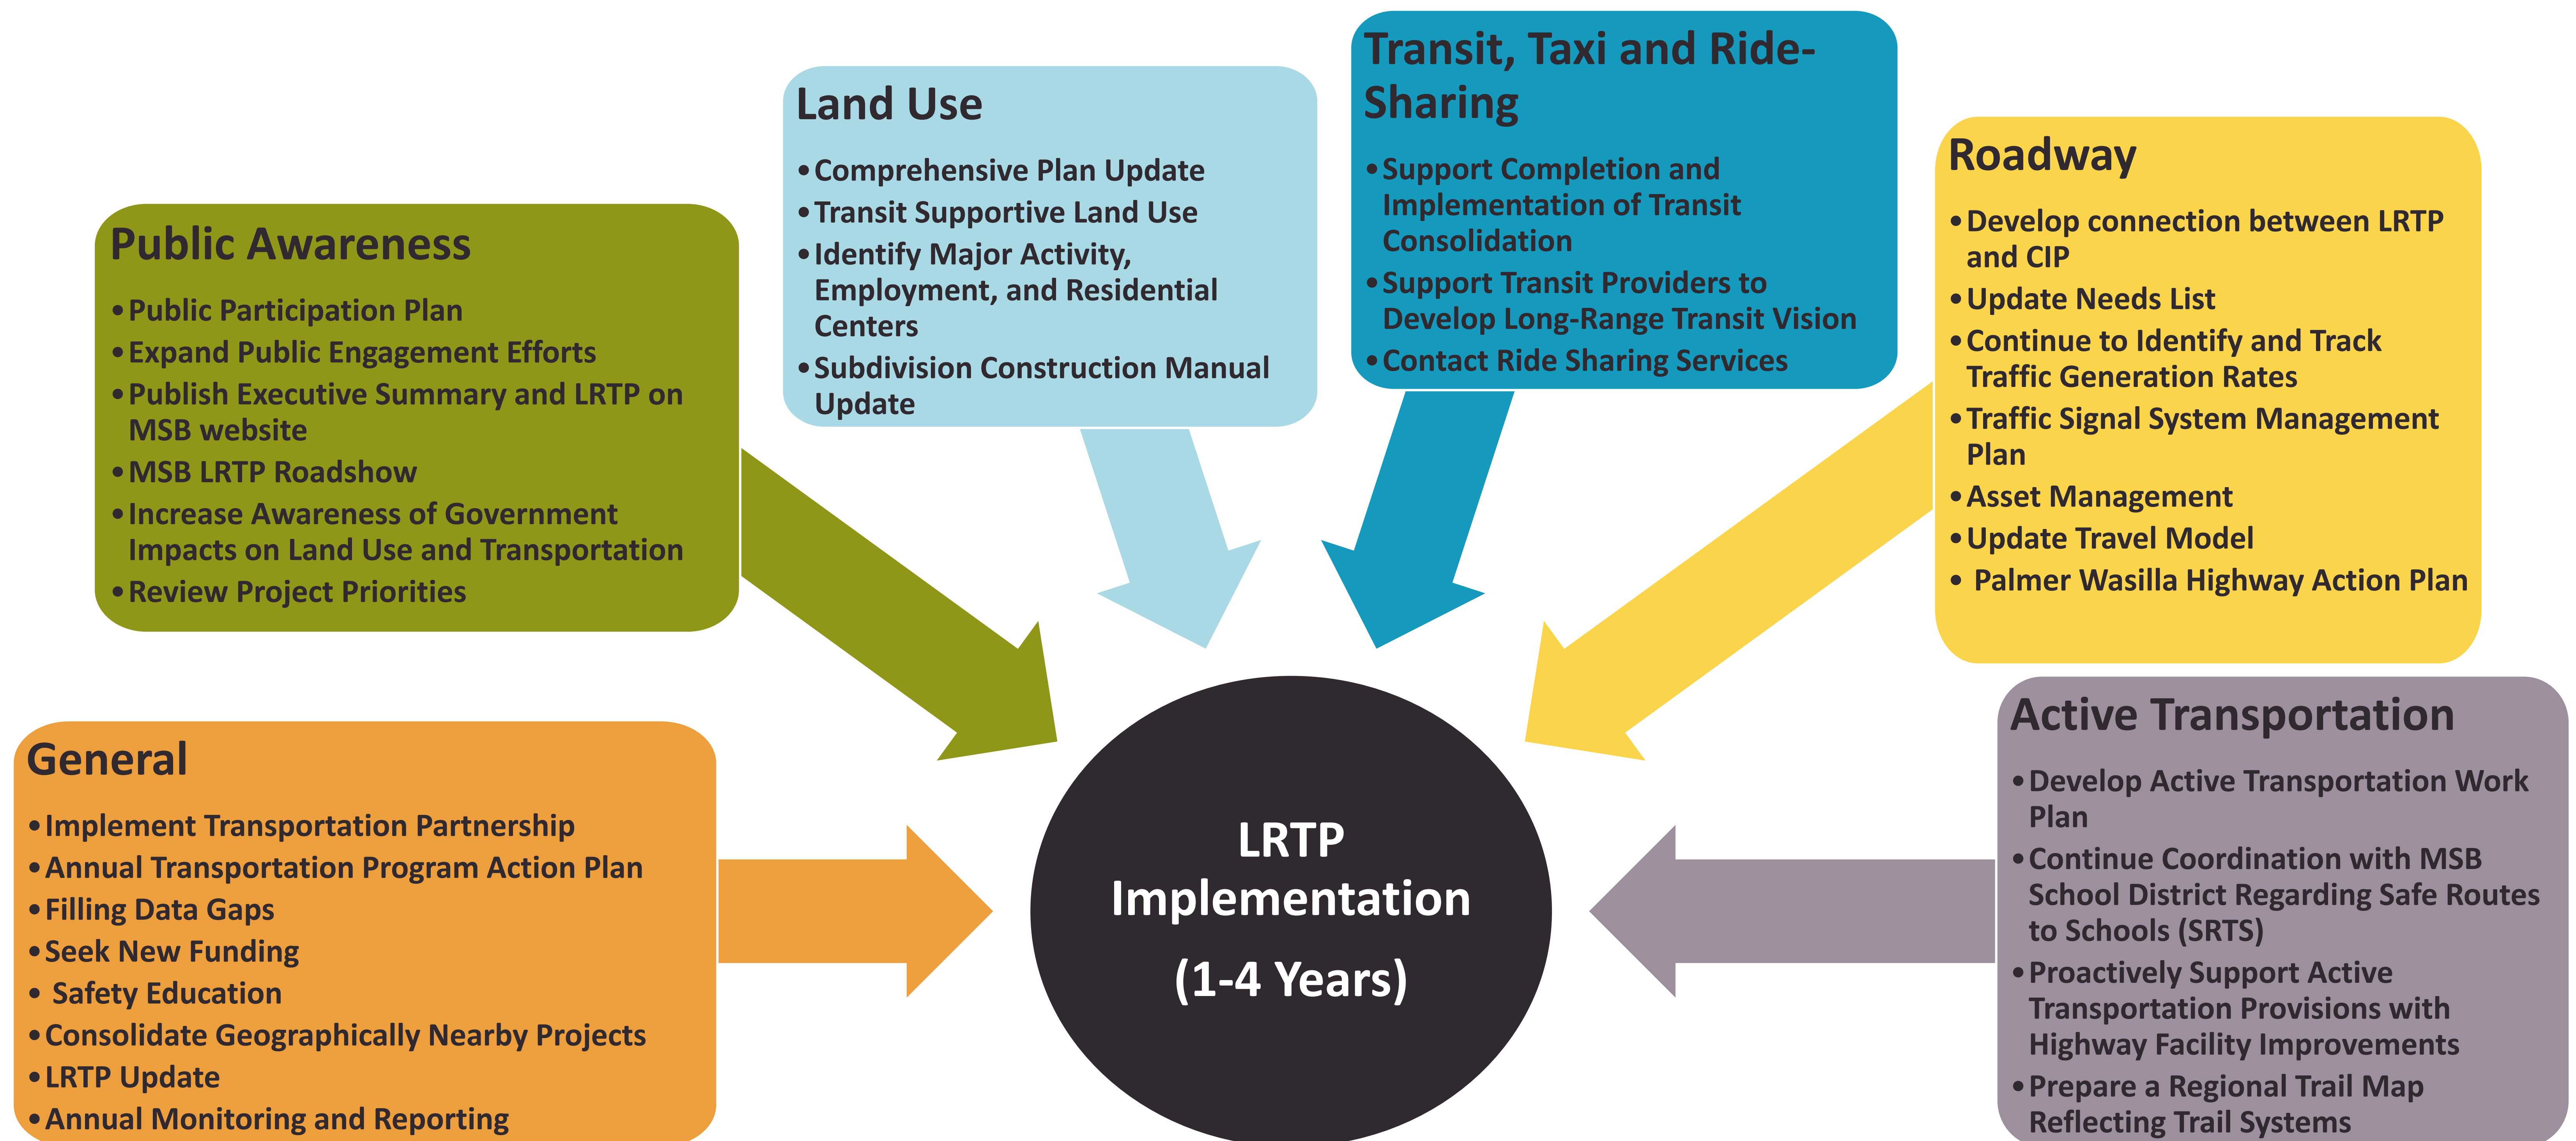 Public Awareness
•Public Participation Plan
•Expand Public Engagement Efforts
•Publish Executive Summary and LRTP on
MSB website
•MSB LRTP Roadshow
•Increase Awareness of Government
Impacts on Land Use and Transportation
•Review Project Priorities
Land Use
•Comprehensive Plan Update
•Transit Supportive Land Use
•Identify Major Activity,
Employment, and Residential
Centers
•Subdivision Construction Manual
Update
Transit, Taxi and Ride-
Sharing
•Support Completion and
Implementation of Transit
Consolidation
•Support Transit Providers to
Develop Long-Range Transit Vision
•Contact Ride Sharing Services
Roadway
•Develop connection between LRTP
and CIP
•Update Needs List
•Continue to Identify and Track
Traffic Generation Rates
•Traffic Signal System Management
Plan
•Asset Management
•Update Travel Model
• Palmer Wasilla Highway Action Plan
General
•Implement Transportation Partnership
•Annual Transportation Program Action Plan
•Filling Data Gaps
•Seek New Funding
• Safety Education
•Consolidate Geographically Nearby Projects
•LRTP Update
•Annual Monitoring and Reporting
LRTP
Implementation
(1-4 Years)
Active Transportation
•Develop Active Transportation Work
Plan
•Continue Coordination with MSB
School District Regarding Safe Routes
to Schools (SRTS)
•Proactively Support Active
Transportation Provisions with
Highway Facility Improvements
•Prepare a Regional Trail Map
Reflecting Trail Systems